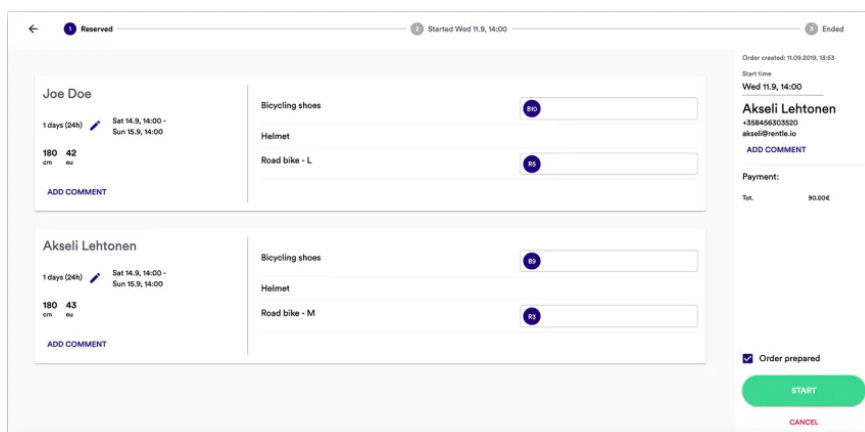 1 Reserved
2 Started Wed 11.9, 14:00
3 Ended
Joe Doe
1 days (24h)
Sat 14.9, 14:00 -
Sun 15.9, 14:00
180 42
cm eu
ADD COMMENT
Bicycling shoes
B10
Helmet
Road bike - L
R5
Akseli Lehtonen
1 days (24h)
Sat 14.9, 14:00 -
Sun 15.9, 14:00
180 43
cm eu
ADD COMMENT
Bicycling shoes
B9
Helmet
Road bike - M
R3
Order created: 11.09.2019, 13:53
Start time
Wed 11.9, 14:00
Akseli Lehtonen
+358456303520
akseli@rentle.io
ADD COMMENT
Payment:
Tot. 90.00€
Order prepared
START
CANCEL